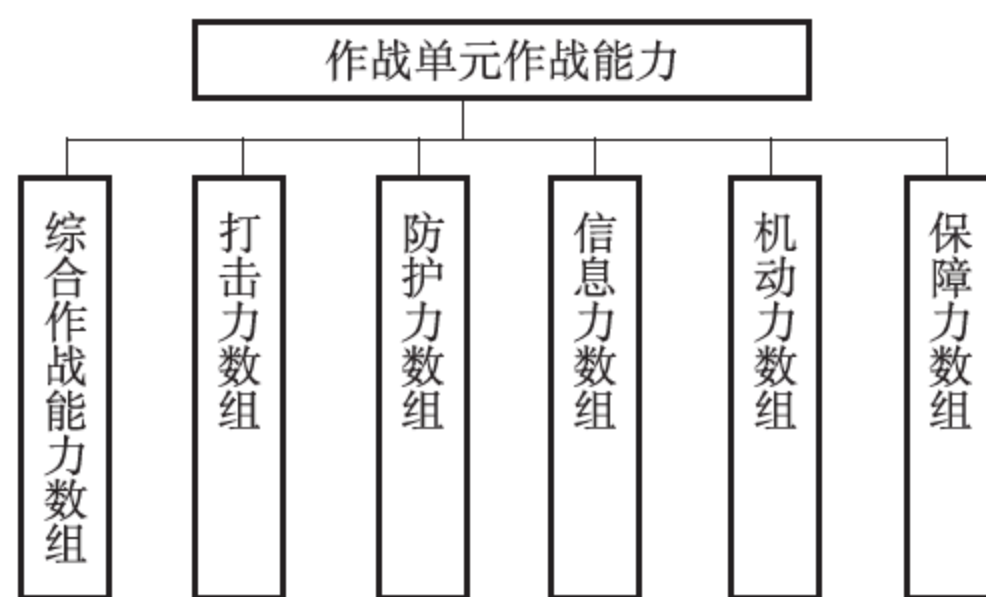 作战单元作战能力
综合作战能力数组
打击力数组
防护力数组
信息力数组
机动力数组
保障力数组